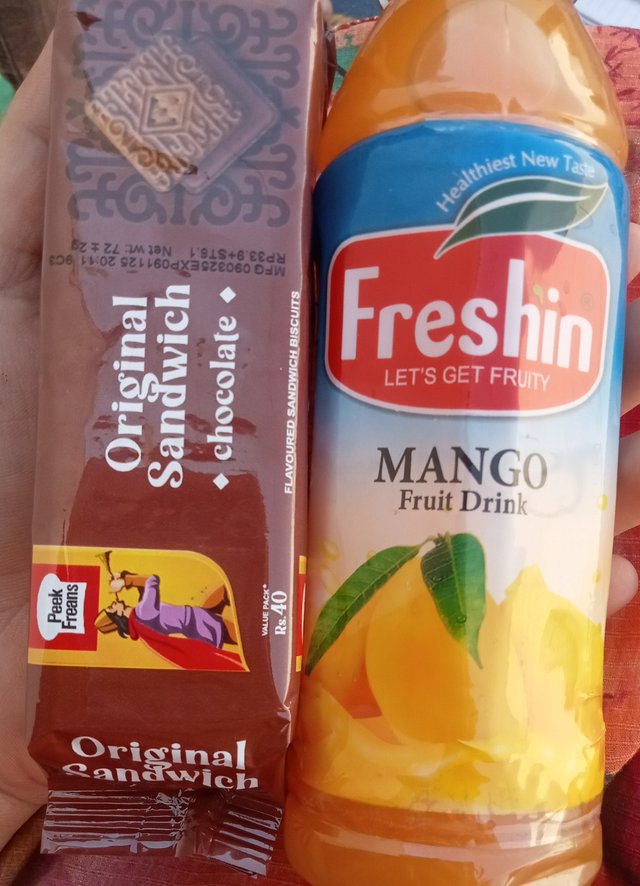 MFG 090325EXP091125 20:11 9C3
RP33.9+ST6.1 Net wt: 72 ± 2g
Original
Sandwich
chocolate
FLAVOURED SANDWICH BISCUITS
Peek
Freans
VALUE PACK*
Rs.40
Original
Sandwich
Healthiest New Taste
Freshin
®
LET'S GET FRUITY
MANGO
Fruit Drink